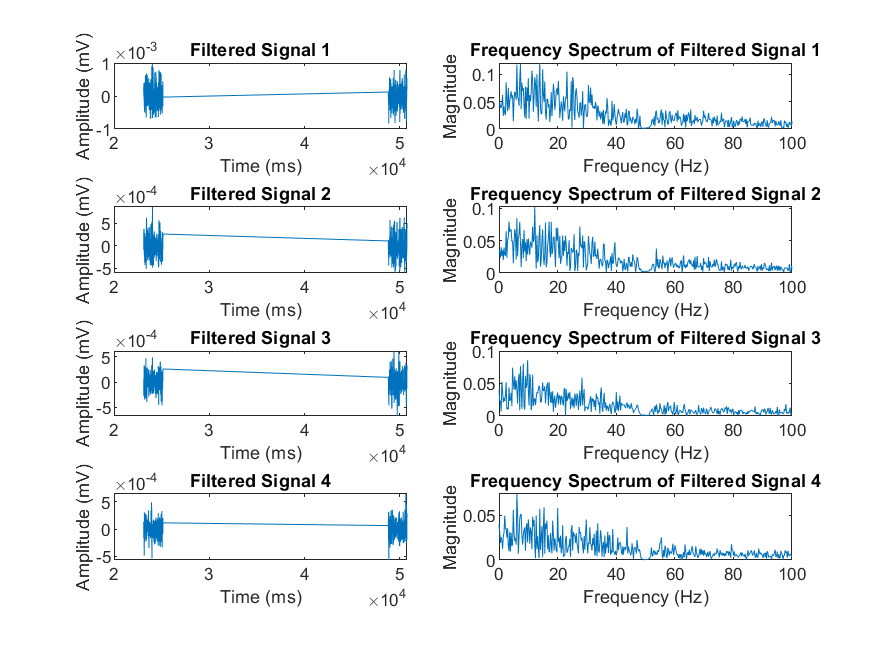 Filtered Signal 1
×10-3
Amplitude (mV)
1
0
-1
2
3
4
5
Time (ms)
×10⁴
Frequency Spectrum of Filtered Signal 1
Magnitude
0.1
0.05
0
0
20
40
60
80
100
Frequency (Hz)
Filtered Signal 2
×10-4
Amplitude (mV)
5
0
-5
2
3
4
5
Time (ms)
×10⁴
Frequency Spectrum of Filtered Signal 2
Magnitude
0.1
0.05
0
0
20
40
60
80
100
Frequency (Hz)
Filtered Signal 3
×10-4
Amplitude (mV)
5
0
-5
2
3
4
5
Time (ms)
×10⁴
Frequency Spectrum of Filtered Signal 3
Magnitude
0.1
0.05
0
0
20
40
60
80
100
Frequency (Hz)
Filtered Signal 4
×10-4
Amplitude (mV)
5
0
-5
2
3
4
5
Time (ms)
×10⁴
Frequency Spectrum of Filtered Signal 4
Magnitude
0.05
0
0
20
40
60
80
100
Frequency (Hz)